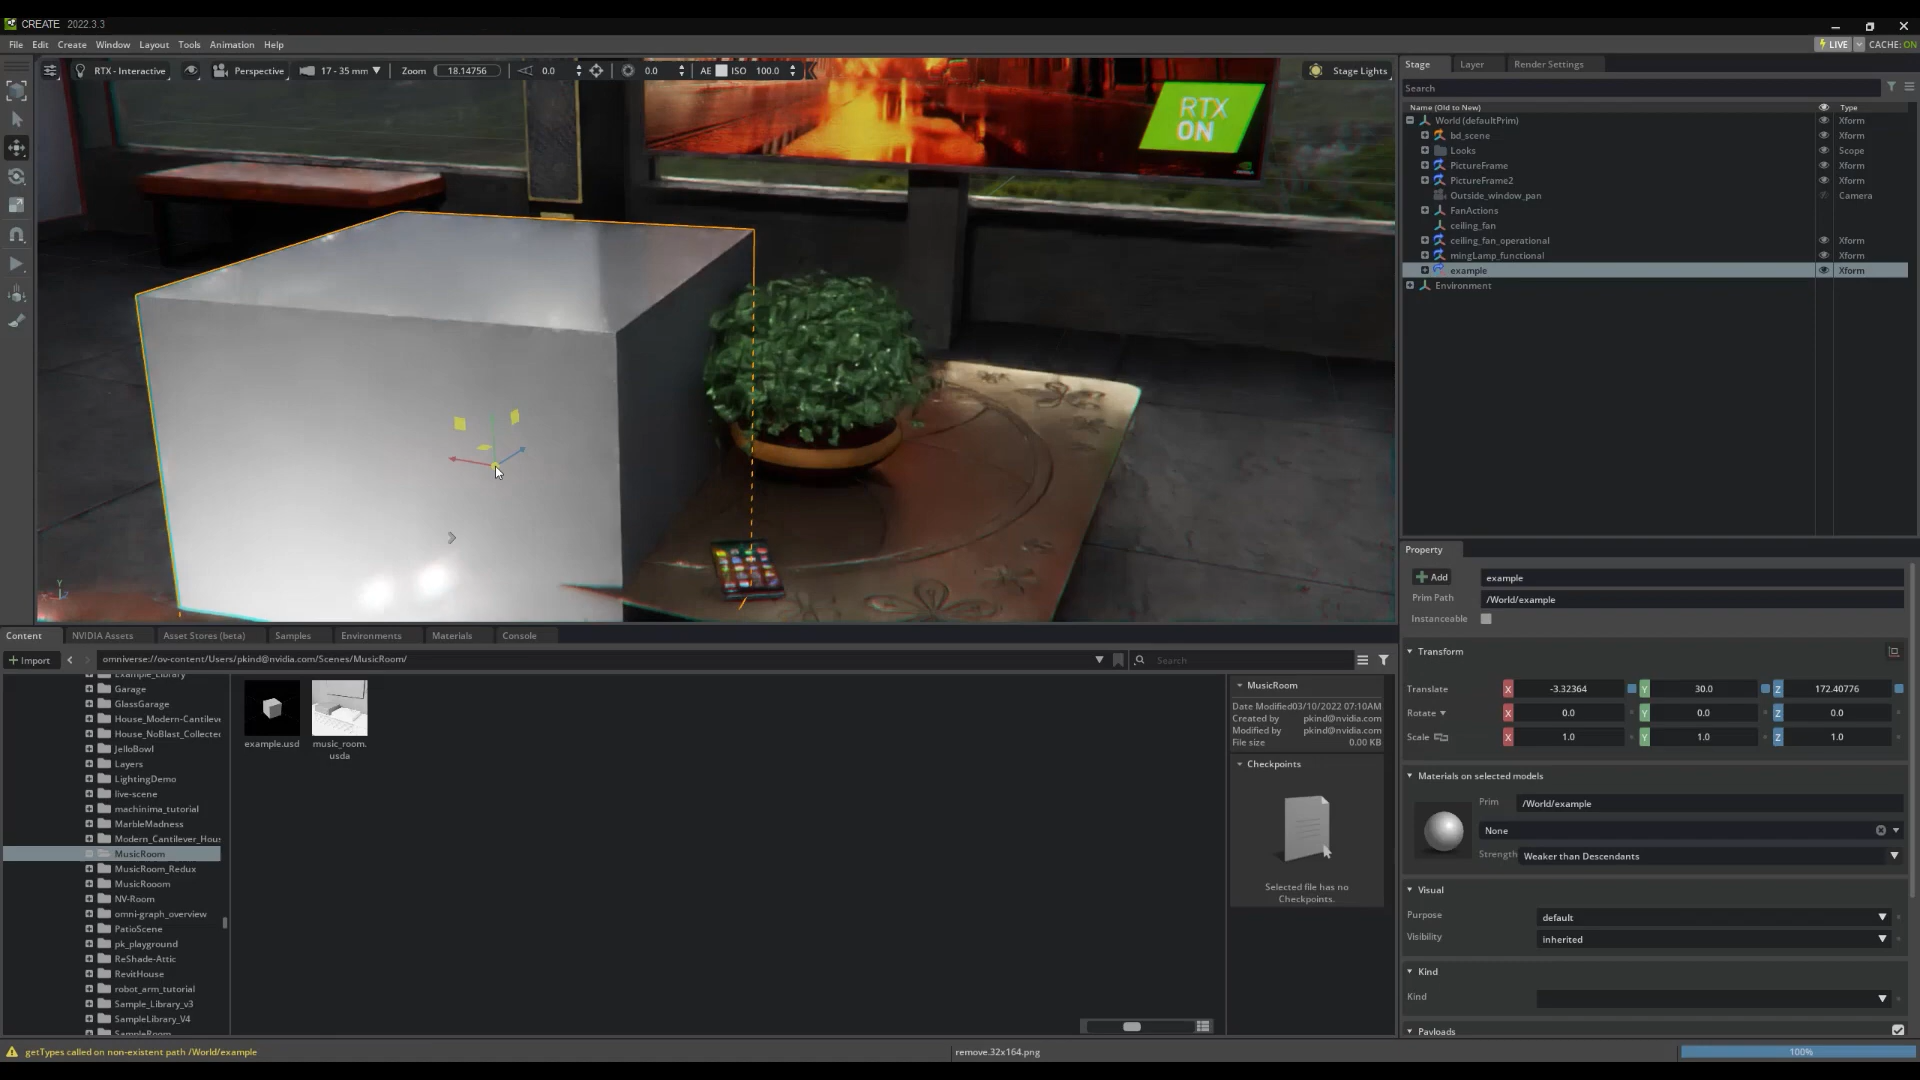 CREATE 2022.3.3
File Edit Create Window Layout Tools Animation Help
LIVE CACHE: ON
RTX - Interactive Perspective 17 - 35 mm Zoom 18.14756 0.0 0.0 AE ISO 100.0 Stage Lights
RTX
ON
Stage Layer Render Settings
Search
Name (Old to New) Type
World (defaultPrim) Xform
bd_scene Xform
Looks Scope
PictureFrame Xform
PictureFrame2 Xform
Outside_window_pan Camera
FanActions
ceiling_fan
ceiling_fan_operational Xform
mingLamp_functional Xform
example Xform
Environment
Property
Add example
Prim Path /World/example
Instanceable
Transform
Translate X -3.32364 Y 30.0 Z 172.40776
Rotate X 0.0 Y 0.0 Z 0.0
Scale X 1.0 Y 1.0 Z 1.0
Materials on selected models
Prim /World/example
None
Strength Weaker than Descendants
Visual
Purpose default
Visibility inherited
Kind
Kind
Payloads
Y
Content NVIDIA Assets Asset Stores (beta) Samples Environments Materials Console
Import omniverse://ov-content/Users/pkind@nvidia.com/Scenes/MusicRoom/ Search
Example_Library
Garage
GlassGarage
House_Modern-Cantileve
House_NoBlast_Collected
JelloBowl
Layers
LightingDemo
live-scene
machinima_tutorial
MarbleMadness
Modern_Cantilever_Hous
MusicRoom
MusicRoom_Redux
MusicRooom
NV-Room
omni-graph_overview
PatioScene
pk_playground
ReShade-Attic
RevitHouse
robot_arm_tutorial
Sample_Library_v3
SampleLibrary_V4
SampleRoom
example.usd
music_room.
usda
MusicRoom
Date Modified03/10/2022 07:10AM
Created by pkind@nvidia.com
Modified by pkind@nvidia.com
File size 0.00 KB
Checkpoints
Selected file has no
Checkpoints.
getTypes called on non-existent path /World/example
remove.32x164.png
100%